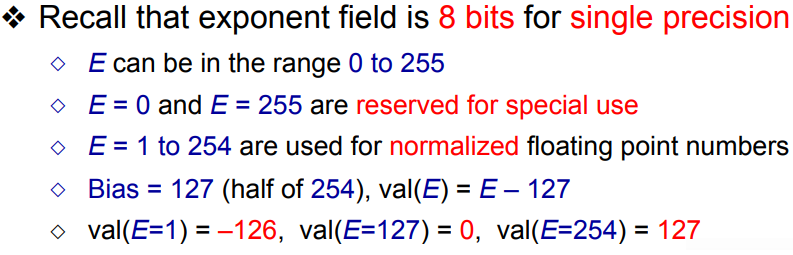 ❖ Recall that exponent field is 8 bits for single precision
◇ E can be in the range 0 to 255
◇ E = 0 and E = 255 are reserved for special use
◇ E = 1 to 254 are used for normalized floating point numbers
◇ Bias = 127 (half of 254), val(E) = E – 127
◇ val(E=1) = –126, val(E=127) = 0, val(E=254) = 127